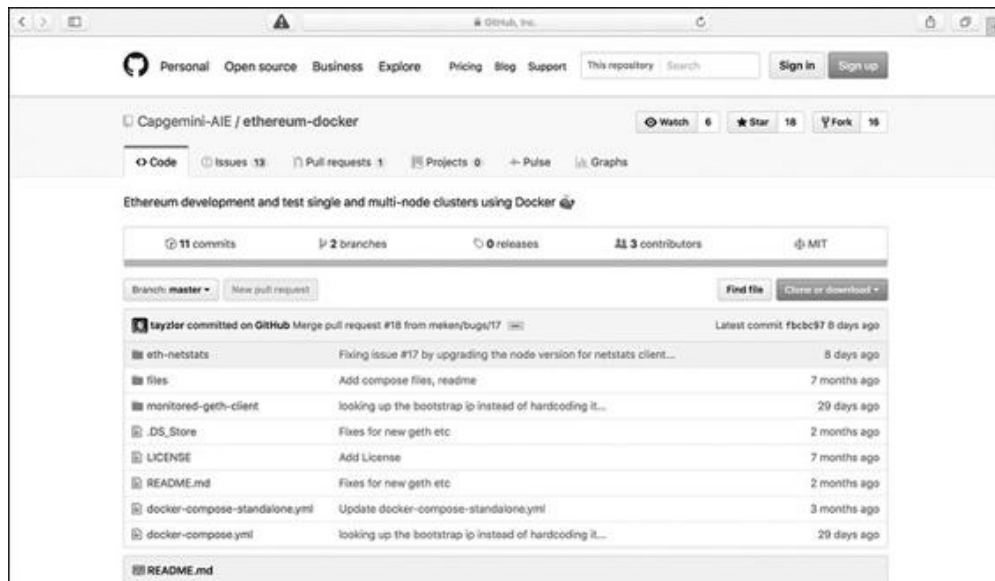 GitHub, Inc.
Personal Open source Business Explore Pricing Blog Support This repository Search Sign in Sign up
Capgemini-AIE / ethereum-docker Watch 6 Star 18 Fork 16
Code Issues 13 Pull requests 1 Projects 0 Pulse Graphs
Ethereum development and test single and multi-node clusters using Docker
11 commits 2 branches 0 releases 3 contributors MIT
Branch: master New pull request Find file Clone or download
tayzlor committed on GitHub Merge pull request #18 from meken/bugs/17 Latest commit fbcbc97 8 days ago
eth-netstats Fixing issue #17 by upgrading the node version for netstats client... 8 days ago
files Add compose files, readme 7 months ago
monitored-geth-client looking up the bootstrap ip instead of hardcoding it... 29 days ago
.DS_Store Fixes for new geth etc 2 months ago
LICENSE Add License 7 months ago
README.md Fixes for new geth etc 2 months ago
docker-compose-standalone.yml Update docker-compose-standalone.yml 3 months ago
docker-compose.yml looking up the bootstrap ip instead of hardcoding it... 29 days ago
README.md